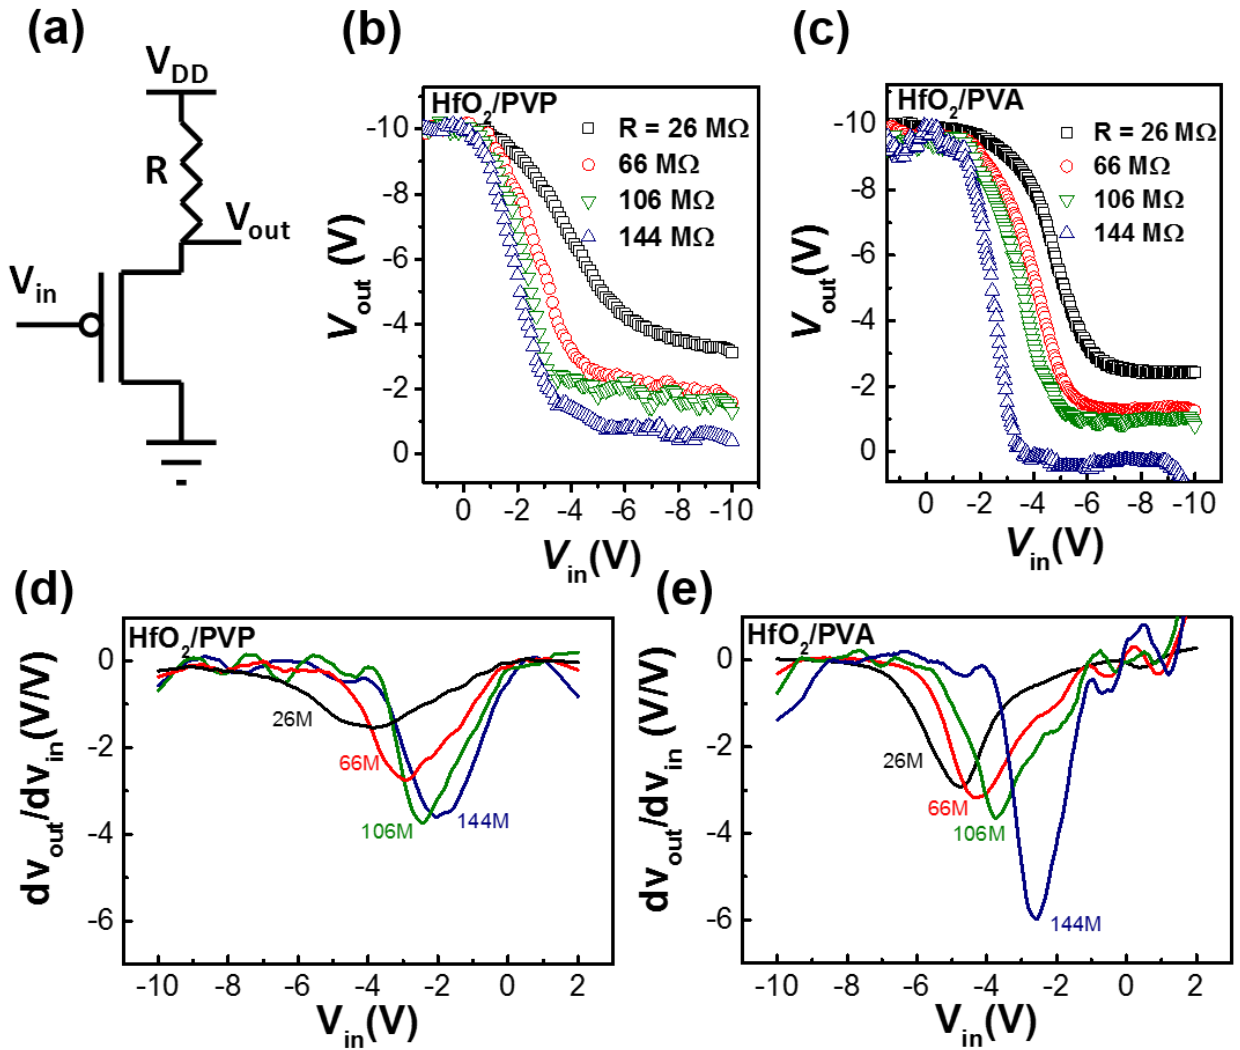 (a)
V_DD
R
V_out
V_in
(b)
HfO₂/PVP
R = 26 MΩ
66 MΩ
106 MΩ
144 MΩ
-10
-8
-6
-4
-2
0
V_out (V)
0 -2 -4 -6 -8 -10
V_in(V)
(c)
HfO₂/PVA
R = 26 MΩ
66 MΩ
106 MΩ
144 MΩ
-10
-8
-6
-4
-2
0
V_out(V)
0 -2 -4 -6 -8 -10
V_in(V)
(d)
HfO₂/PVP
0
-2
-4
-6
dv_out/dv_in (V/V)
26M
66M
106M
144M
-10 -8 -6 -4 -2 0 2
V_in(V)
(e)
HfO₂/PVA
0
-2
-4
-6
dv_out/dv_in (V/V)
26M
66M
106M
144M
-10 -8 -6 -4 -2 0 2
V_in(V)